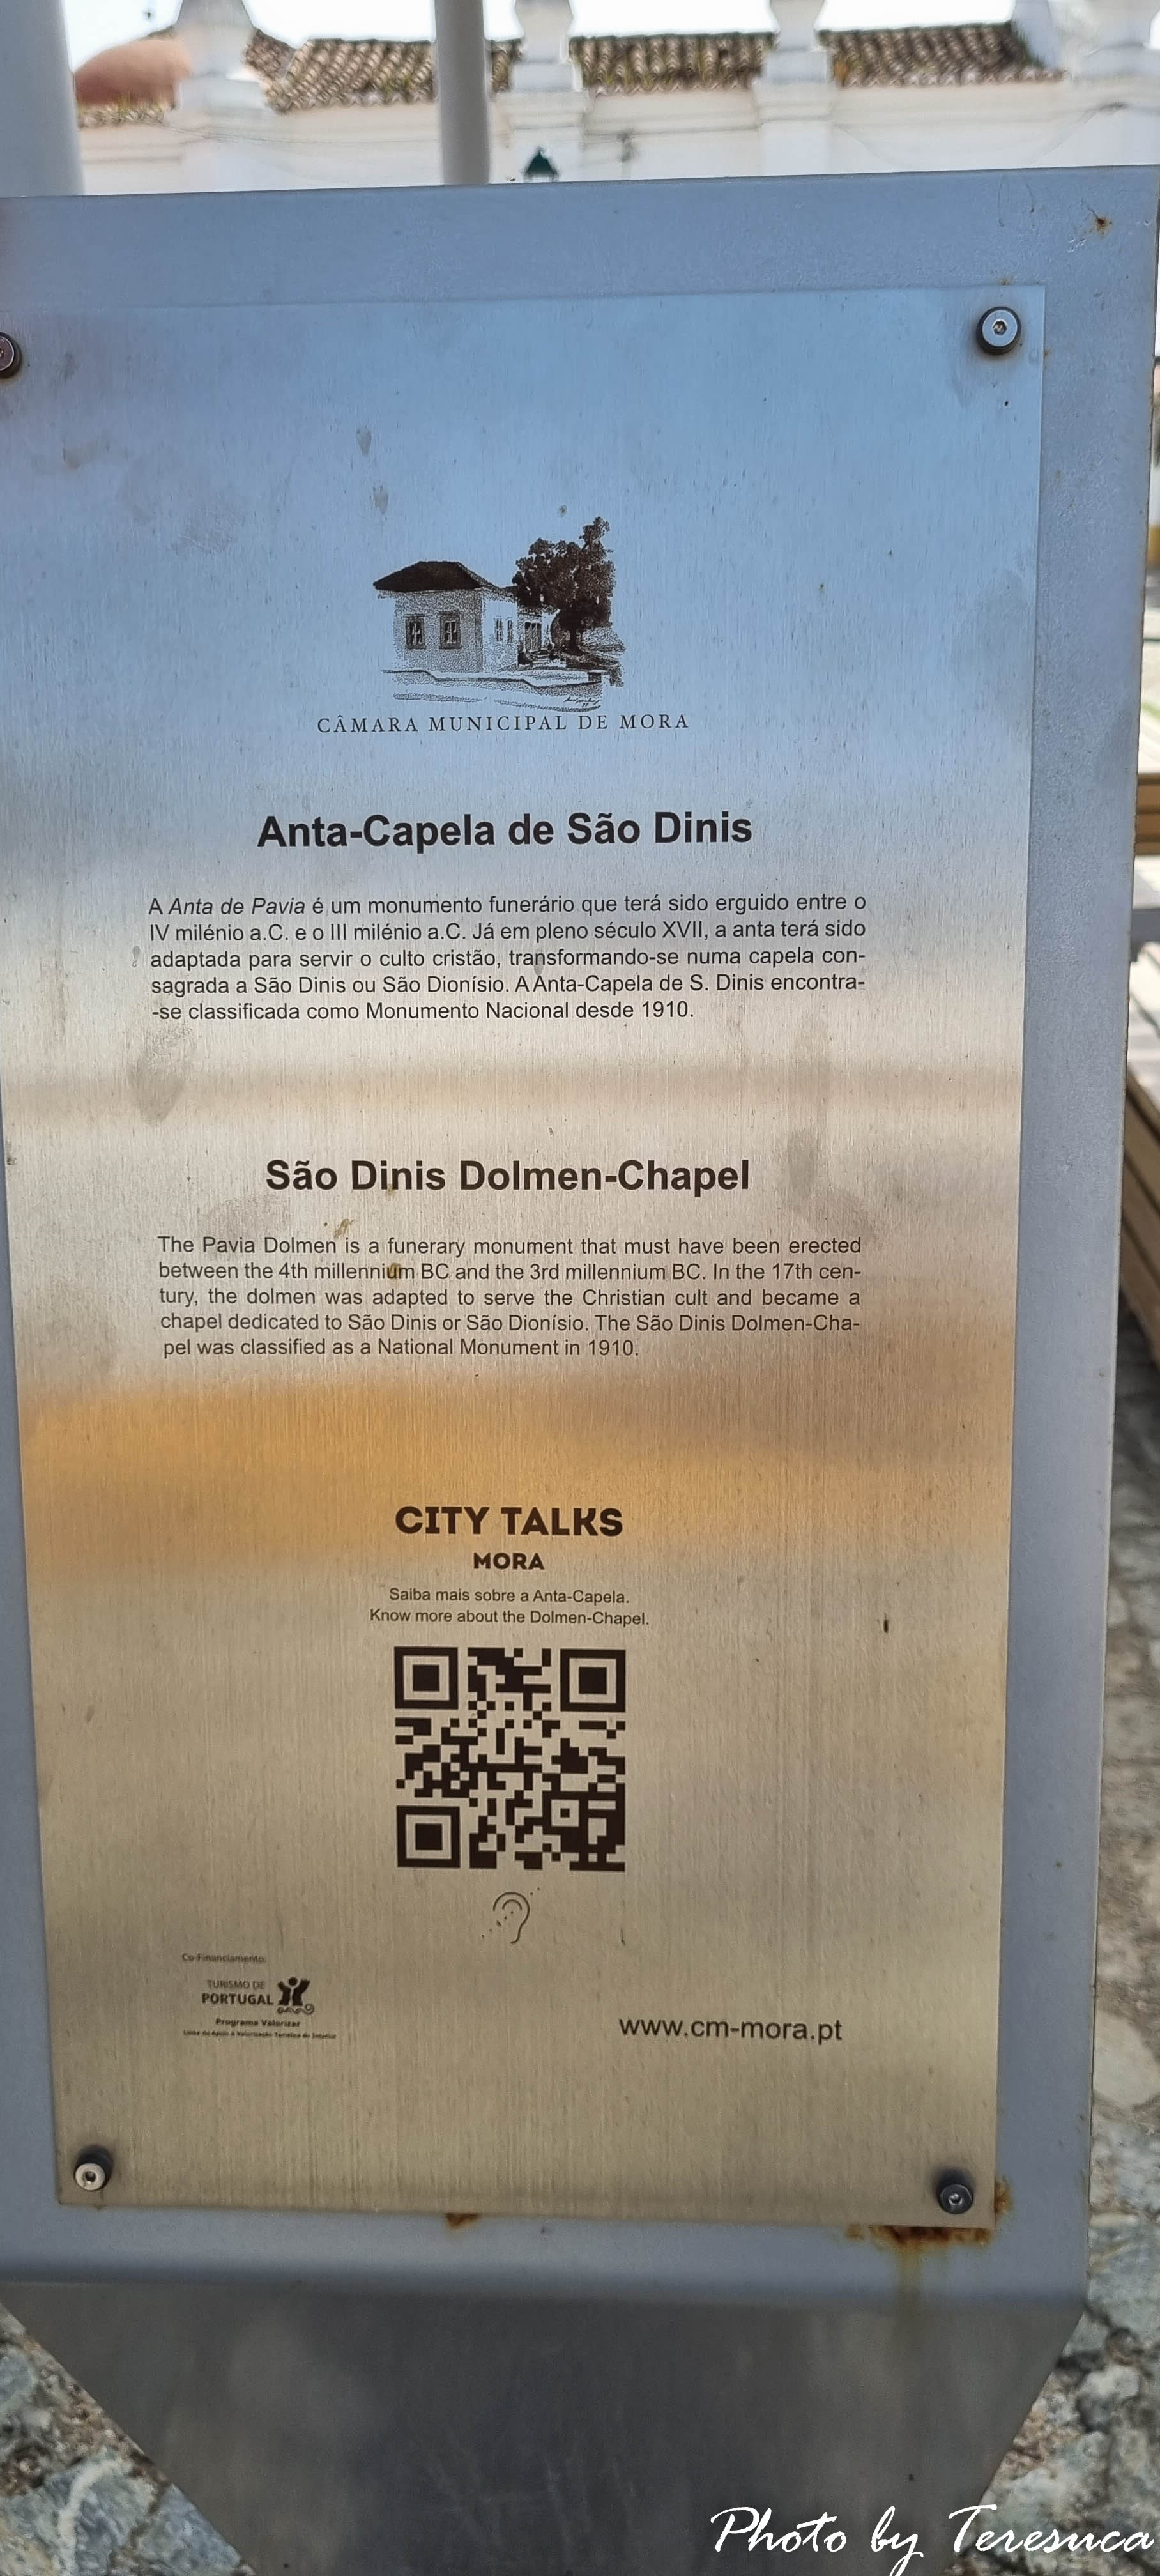 CÂMARA MUNICIPAL DE MORA
Anta-Capela de São Dinis
A Anta de Pavia é um monumento funerário que terá sido erguido entre o
IV milénio a.C. e o III milénio a.C. Já em pleno século XVII, a anta terá sido
adaptada para servir o culto cristão, transformando-se numa capela con-
sagrada a São Dinis ou São Dionísio. A Anta-Capela de S. Dinis encontra-
-se classificada como Monumento Nacional desde 1910.
São Dinis Dolmen-Chapel
The Pavia Dolmen is a funerary monument that must have been erected
between the 4th millennium BC and the 3rd millennium BC. In the 17th cen-
tury, the dolmen was adapted to serve the Christian cult and became a
chapel dedicated to São Dinis or São Dionísio. The São Dinis Dolmen-Cha-
pel was classified as a National Monument in 1910.
CITY TALKS
MORA
Saiba mais sobre a Anta-Capela.
Know more about the Dolmen-Chapel.
Co-Financiamento:
TURISMO DE
PORTUGAL
Programa Valorizar
Linha de Apoio à Valorização Turística do Interior
www.cm-mora.pt
Photo by Teresuca